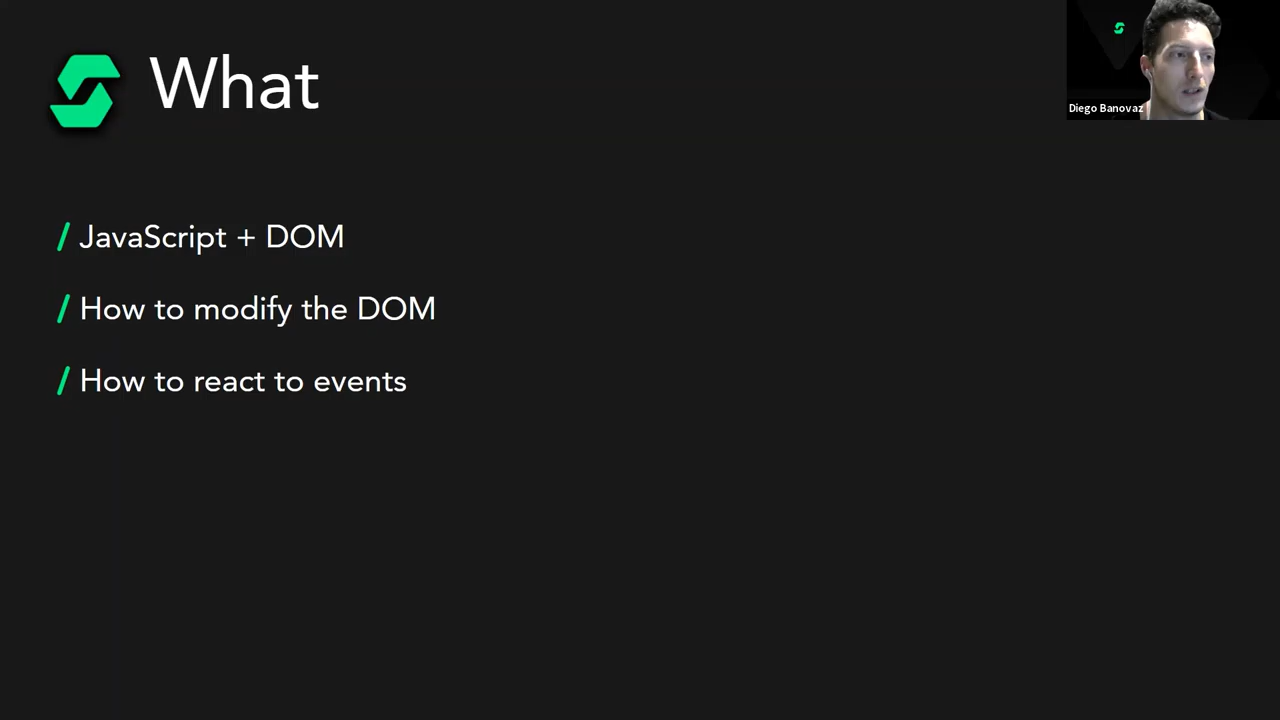 What
Diego Banovaz
/ JavaScript + DOM
/ How to modify the DOM
/ How to react to events